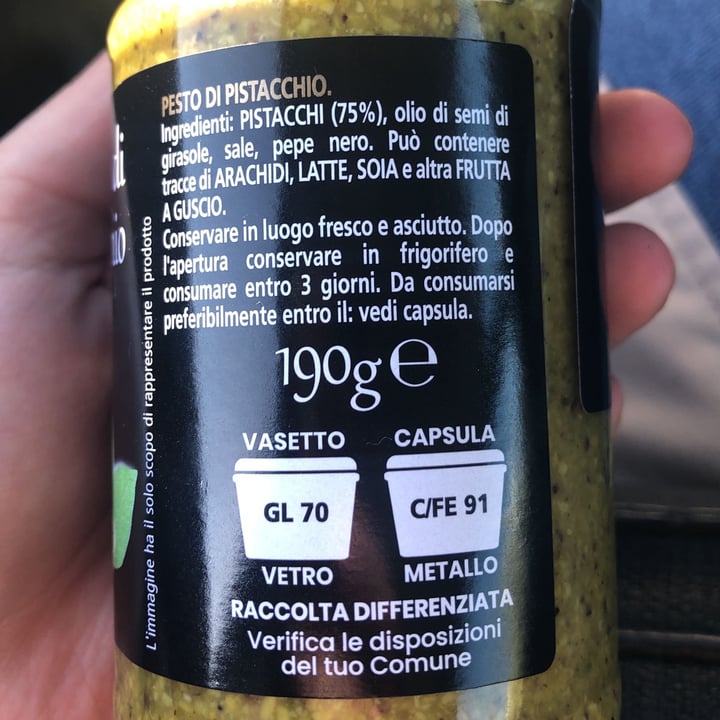 PESTO DI PISTACCHIO.
Ingredienti: PISTACCHI (75%), olio di semi di
girasole, sale, pepe nero. Può contenere
tracce di ARACHIDI, LATTE, SOIA e altra FRUTTA
A GUSCIO.
Conservare in luogo fresco e asciutto. Dopo
l'apertura conservare in frigorifero e
consumare entro 3 giorni. Da consumarsi
preferibilmente entro il: vedi capsula.
190g ℮
VASETTO CAPSULA
GL 70 C/FE 91
VETRO METALLO
RACCOLTA DIFFERENZIATA
Verifica le disposizioni
del tuo Comune
L'immagine ha il solo scopo di rappresentare il prodotto